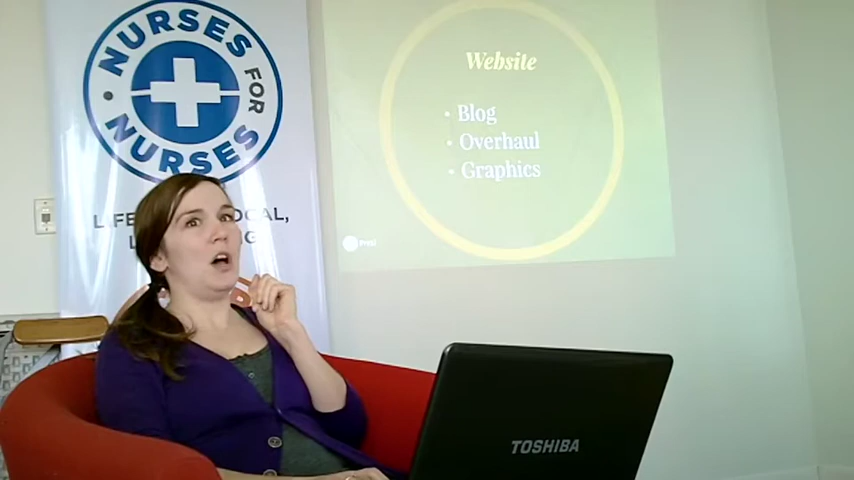 NURSES
FOR
NURSES
Website
• Blog
• Overhaul
• Graphics
Prezi
TOSHIBA